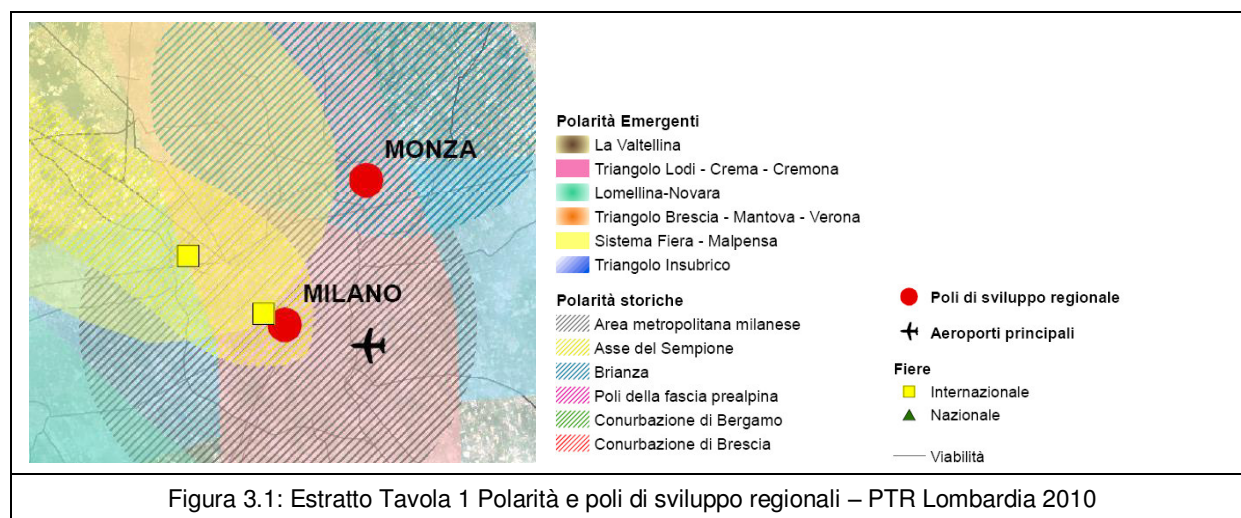 MONZA
MILANO
Polarità Emergenti
La Valtellina
Triangolo Lodi - Crema - Cremona
Lomellina-Novara
Triangolo Brescia - Mantova - Verona
Sistema Fiera - Malpensa
Triangolo Insubrico
Polarità storiche
Area metropolitana milanese
Asse del Sempione
Brianza
Poli della fascia prealpina
Conurbazione di Bergamo
Conurbazione di Brescia
Poli di sviluppo regionale
Aeroporti principali
Fiere
Internazionale
Nazionale
Viabilità
Figura 3.1: Estratto Tavola 1 Polarità e poli di sviluppo regionali – PTR Lombardia 2010